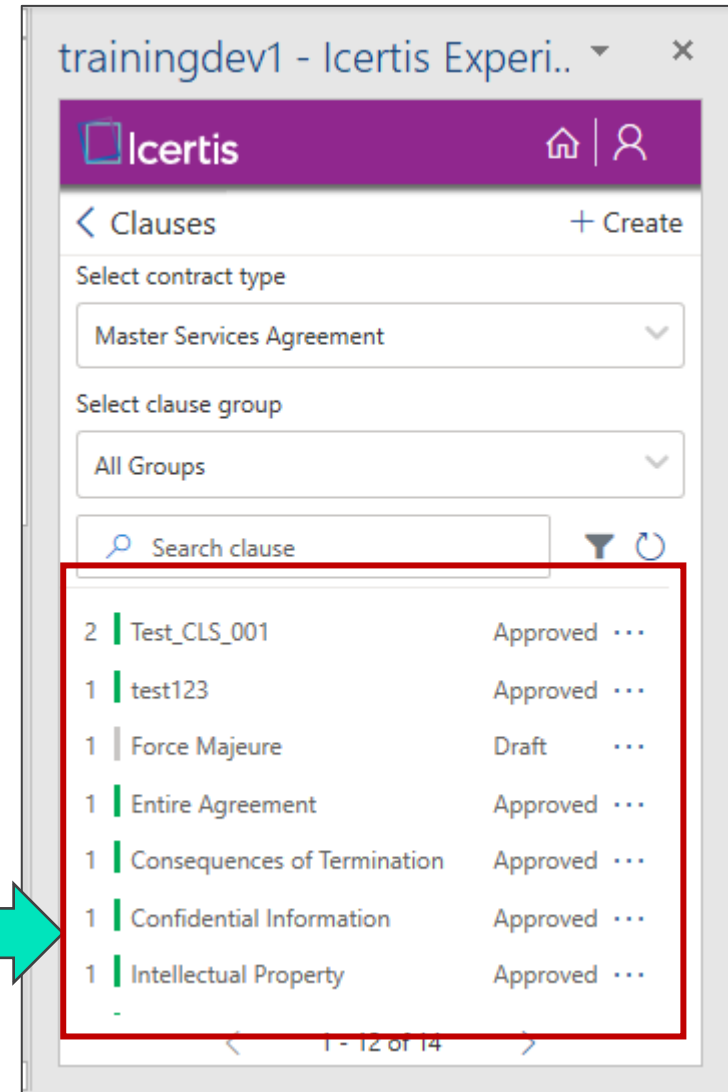 trainingdev1 - Icertis Experi..
Icertis
Clauses + Create
Select contract type
Master Services Agreement
Select clause group
All Groups
Search clause
2 Test_CLS_001 Approved ...
1 test123 Approved ...
1 Force Majeure Draft ...
1 Entire Agreement Approved ...
1 Consequences of Termination Approved ...
1 Confidential Information Approved ...
1 Intellectual Property Approved ...
1 - 12 of 14